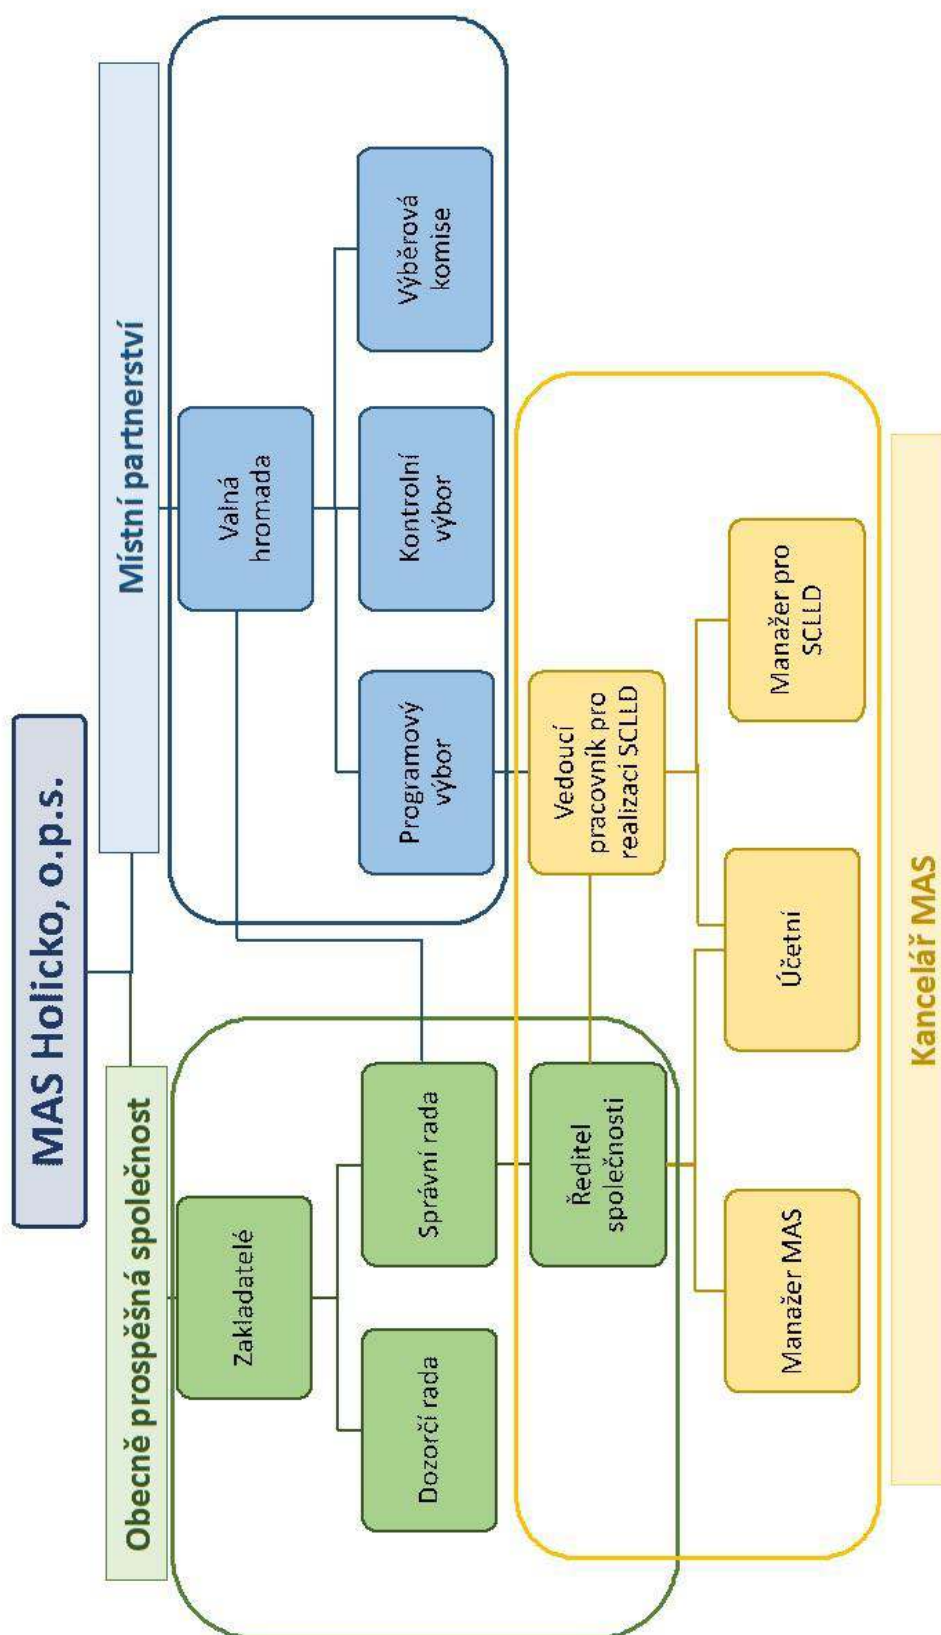 MAS Holicko, o.p.s.
Obecně prospěšná společnost
Místní partnerství
Zakladatelé
Valná
hromada
Dozorčí rada
Správní rada
Programový
výbor
Kontrolní
výbor
Výběrová
komise
Ředitel
společnosti
Vedoucí
pracovník pro
realizaci SCLLD
Manažer MAS
Účetní
Manažer pro
SCLLD
Kancelář MAS